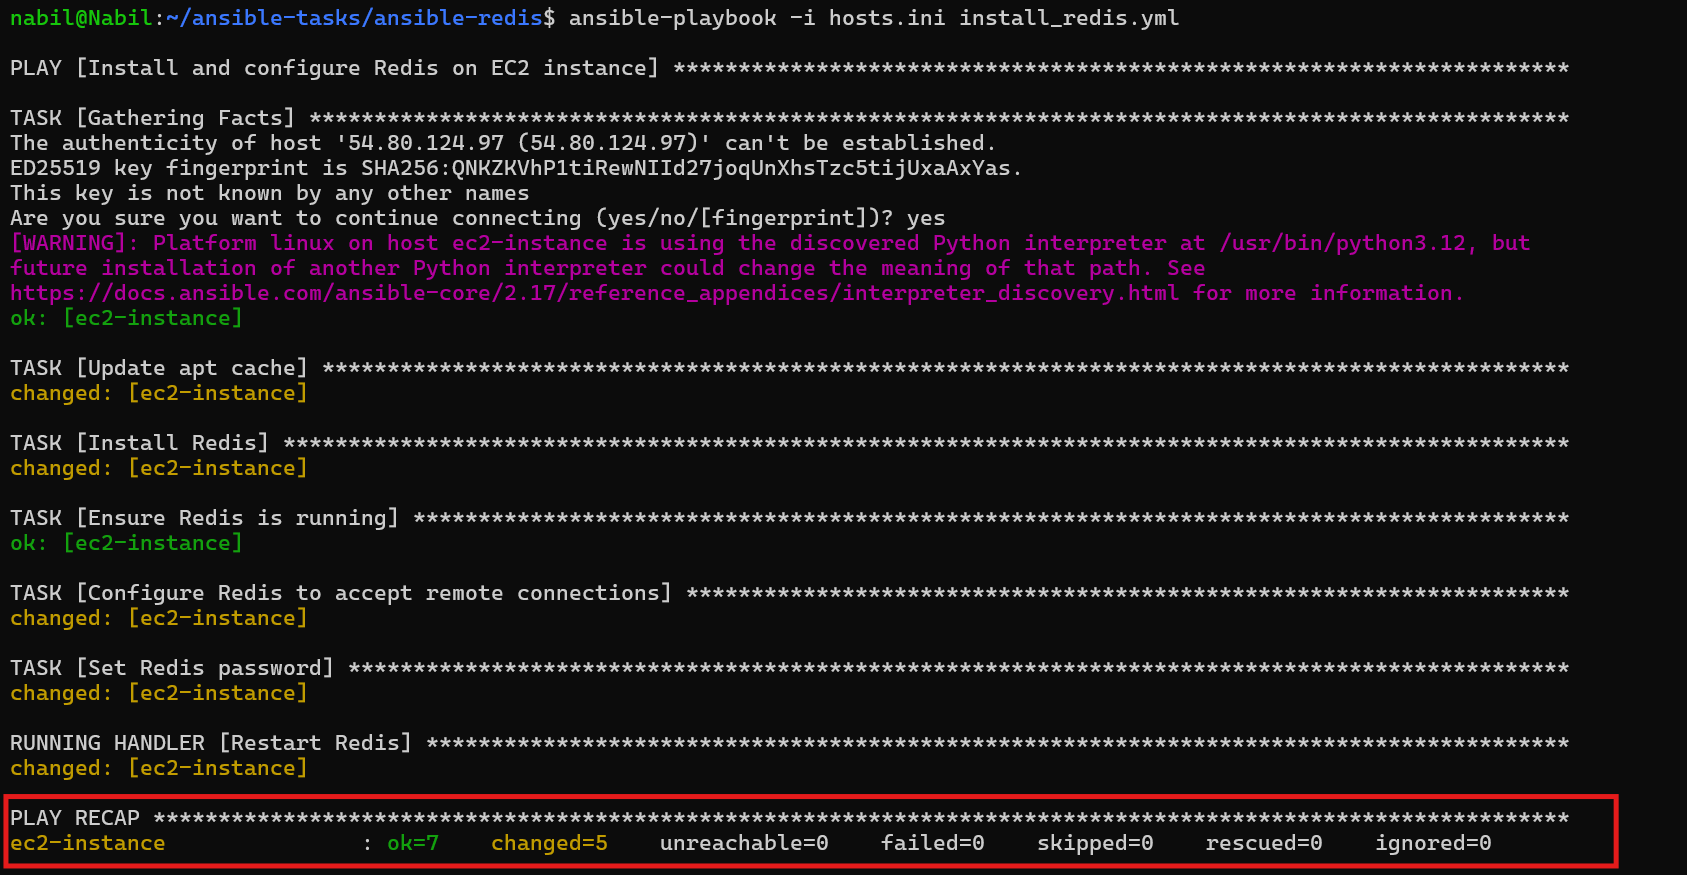 nabil@Nabil:~/ansible-tasks/ansible-redis$ ansible-playbook -i hosts.ini install_redis.yml
PLAY [Install and configure Redis on EC2 instance] *********************************************************************
TASK [Gathering Facts] *************************************************************************************************
The authenticity of host '54.80.124.97 (54.80.124.97)' can't be established.
ED25519 key fingerprint is SHA256:QNKZKVhP1tiRewNIId27joqUnXhsTzc5tijUxaAxYas.
This key is not known by any other names
Are you sure you want to continue connecting (yes/no/[fingerprint])? yes
[WARNING]: Platform linux on host ec2-instance is using the discovered Python interpreter at /usr/bin/python3.12, but
future installation of another Python interpreter could change the meaning of that path. See
https://docs.ansible.com/ansible-core/2.17/reference_appendices/interpreter_discovery.html for more information.
ok: [ec2-instance]
TASK [Update apt cache] ************************************************************************************************
changed: [ec2-instance]
TASK [Install Redis] ***************************************************************************************************
changed: [ec2-instance]
TASK [Ensure Redis is running] *****************************************************************************************
ok: [ec2-instance]
TASK [Configure Redis to accept remote connections] ********************************************************************
changed: [ec2-instance]
TASK [Set Redis password] **********************************************************************************************
changed: [ec2-instance]
RUNNING HANDLER [Restart Redis] ****************************************************************************************
changed: [ec2-instance]
PLAY RECAP *************************************************************************************************************
ec2-instance               : ok=7    changed=5    unreachable=0    failed=0    skipped=0    rescued=0    ignored=0